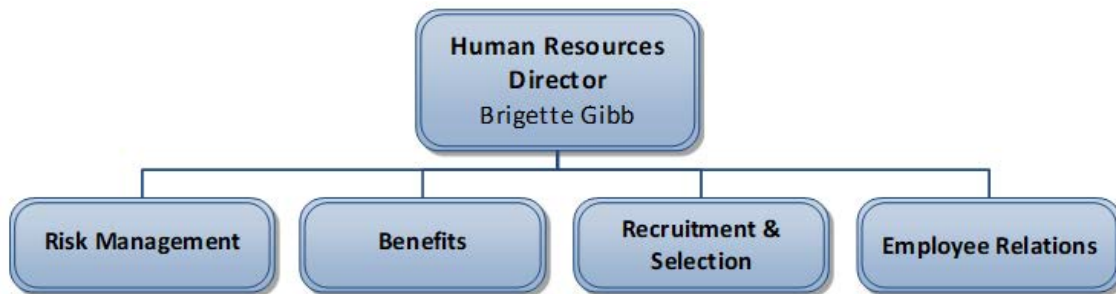 Human Resources
Director
Brigette Gibb
Risk Management
Benefits
Recruitment &
Selection
Employee Relations